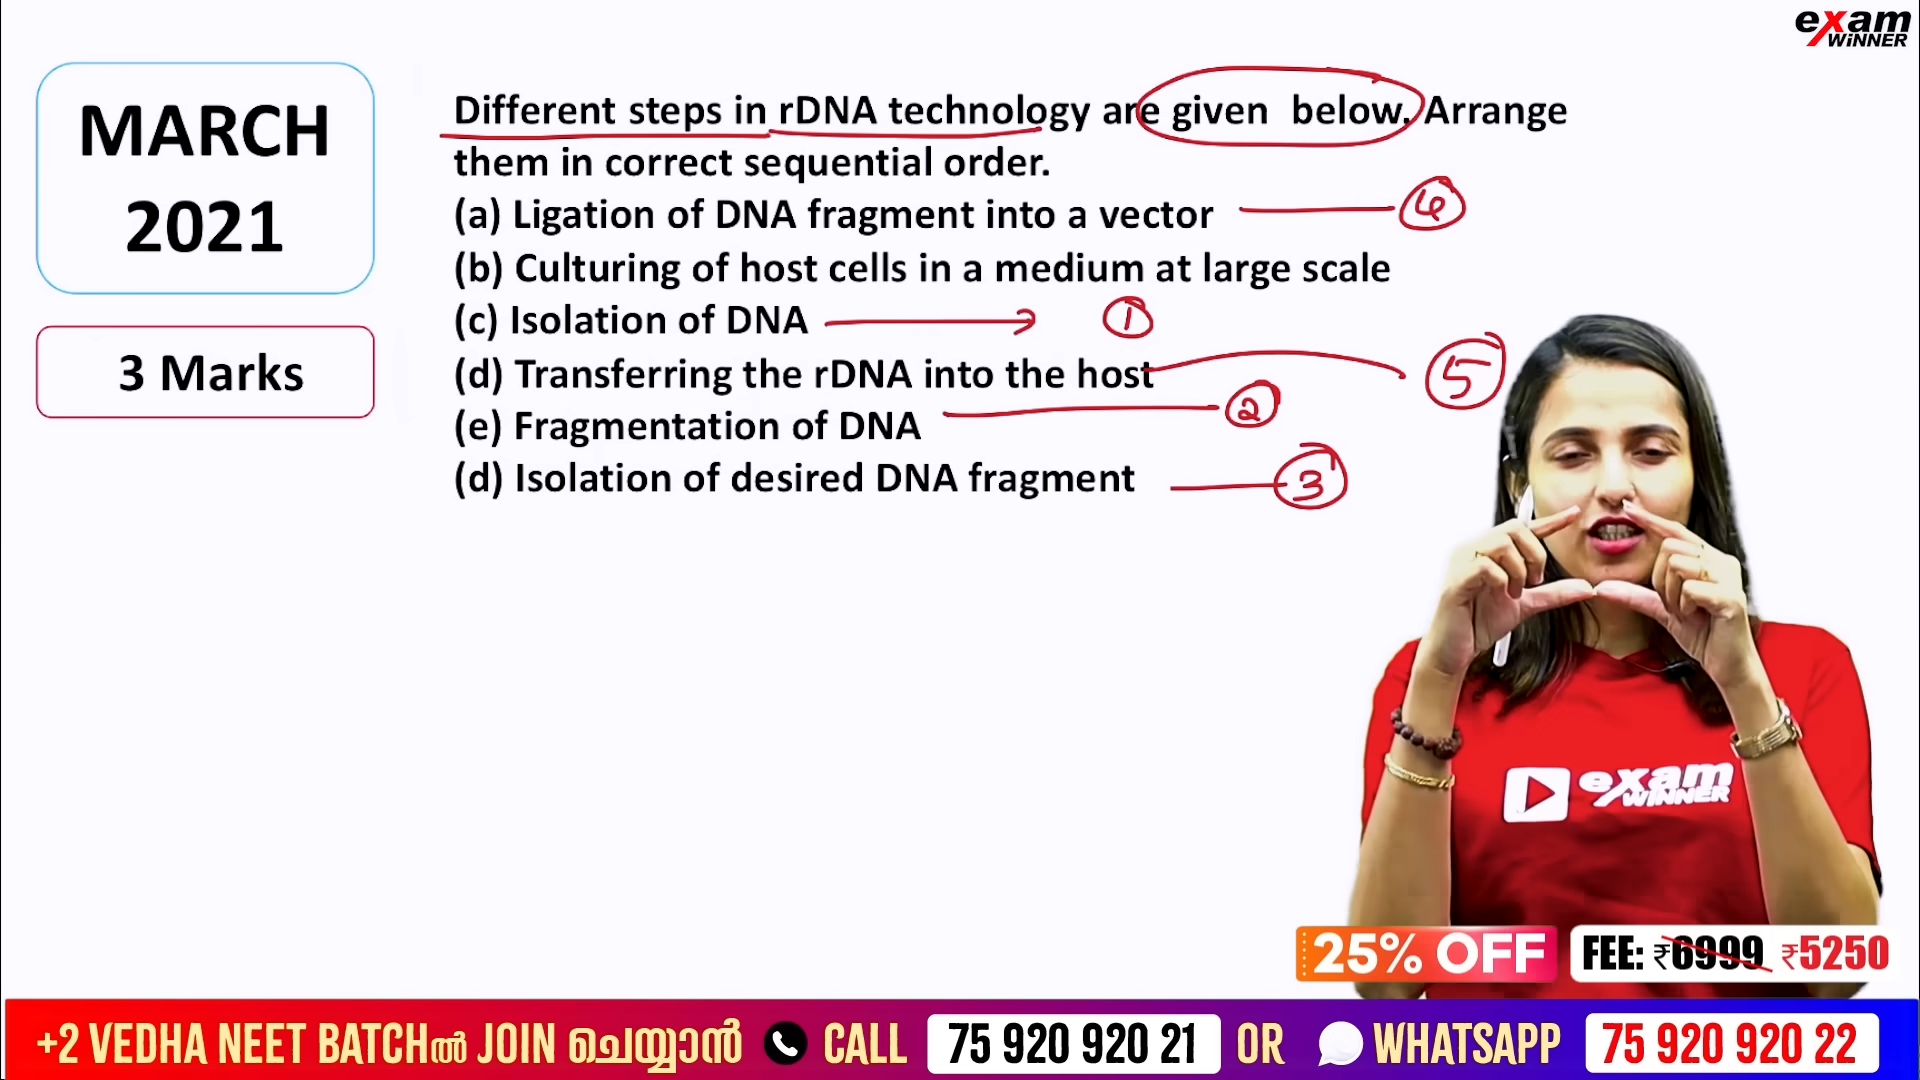 exam
WiNNER
MARCH
2021
3 Marks
Different steps in rDNA technology are given below. Arrange
them in correct sequential order.
(a) Ligation of DNA fragment into a vector 4
(b) Culturing of host cells in a medium at large scale
(c) Isolation of DNA → 1
(d) Transferring the rDNA into the host 5
(e) Fragmentation of DNA 2
(d) Isolation of desired DNA fragment 3
exam
WINNER
25% OFF FEE: ₹6999 ₹5250
+2 VEDHA NEET BATCHൽ JOIN ചെയ്യാൻ CALL 75 920 920 21 OR WHATSAPP 75 920 920 22